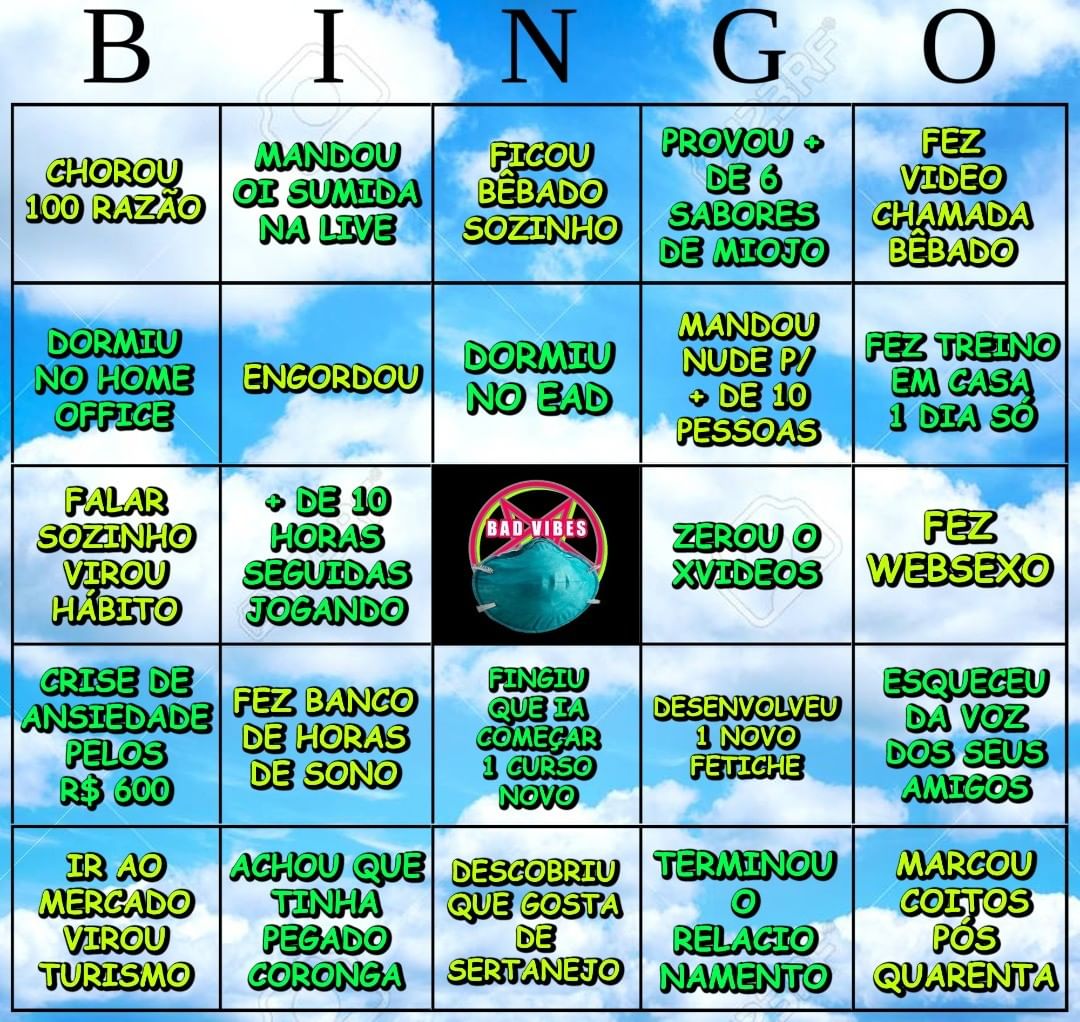 B I N G O
CHOROU
100 RAZÃO
MANDOU
OI SUMIDA
NA LIVE
FICOU
BÊBADO
SOZINHO
PROVOU +
DE 6
SABORES
DE MIOJO
FEZ
VIDEO
CHAMADA
BÊBADO
DORMIU
NO HOME
OFFICE
ENGORDOU
DORMIU
NO EAD
MANDOU
NUDE P/
+ DE 10
PESSOAS
FEZ TREINO
EM CASA
1 DIA SÓ
FALAR
SOZINHO
VIROU
HÁBITO
+ DE 10
HORAS
SEGUIDAS
JOGANDO
BAD VIBES
ZEROU O
XVIDEOS
FEZ
WEBSEXO
CRISE DE
ANSIEDADE
PELOS
R$ 600
FEZ BANCO
DE HORAS
DE SONO
FINGIU
QUE IA
COMEÇAR
1 CURSO
NOVO
DESENVOLVEU
1 NOVO
FETICHE
ESQUECEU
DA VOZ
DOS SEUS
AMIGOS
IR AO
MERCADO
VIROU
TURISMO
ACHOU QUE
TINHA
PEGADO
CORONGA
DESCOBRIU
QUE GOSTA
DE
SERTANEJO
TERMINOU
O
RELACIO
NAMENTO
MARCOU
COITOS
PÓS
QUARENTA